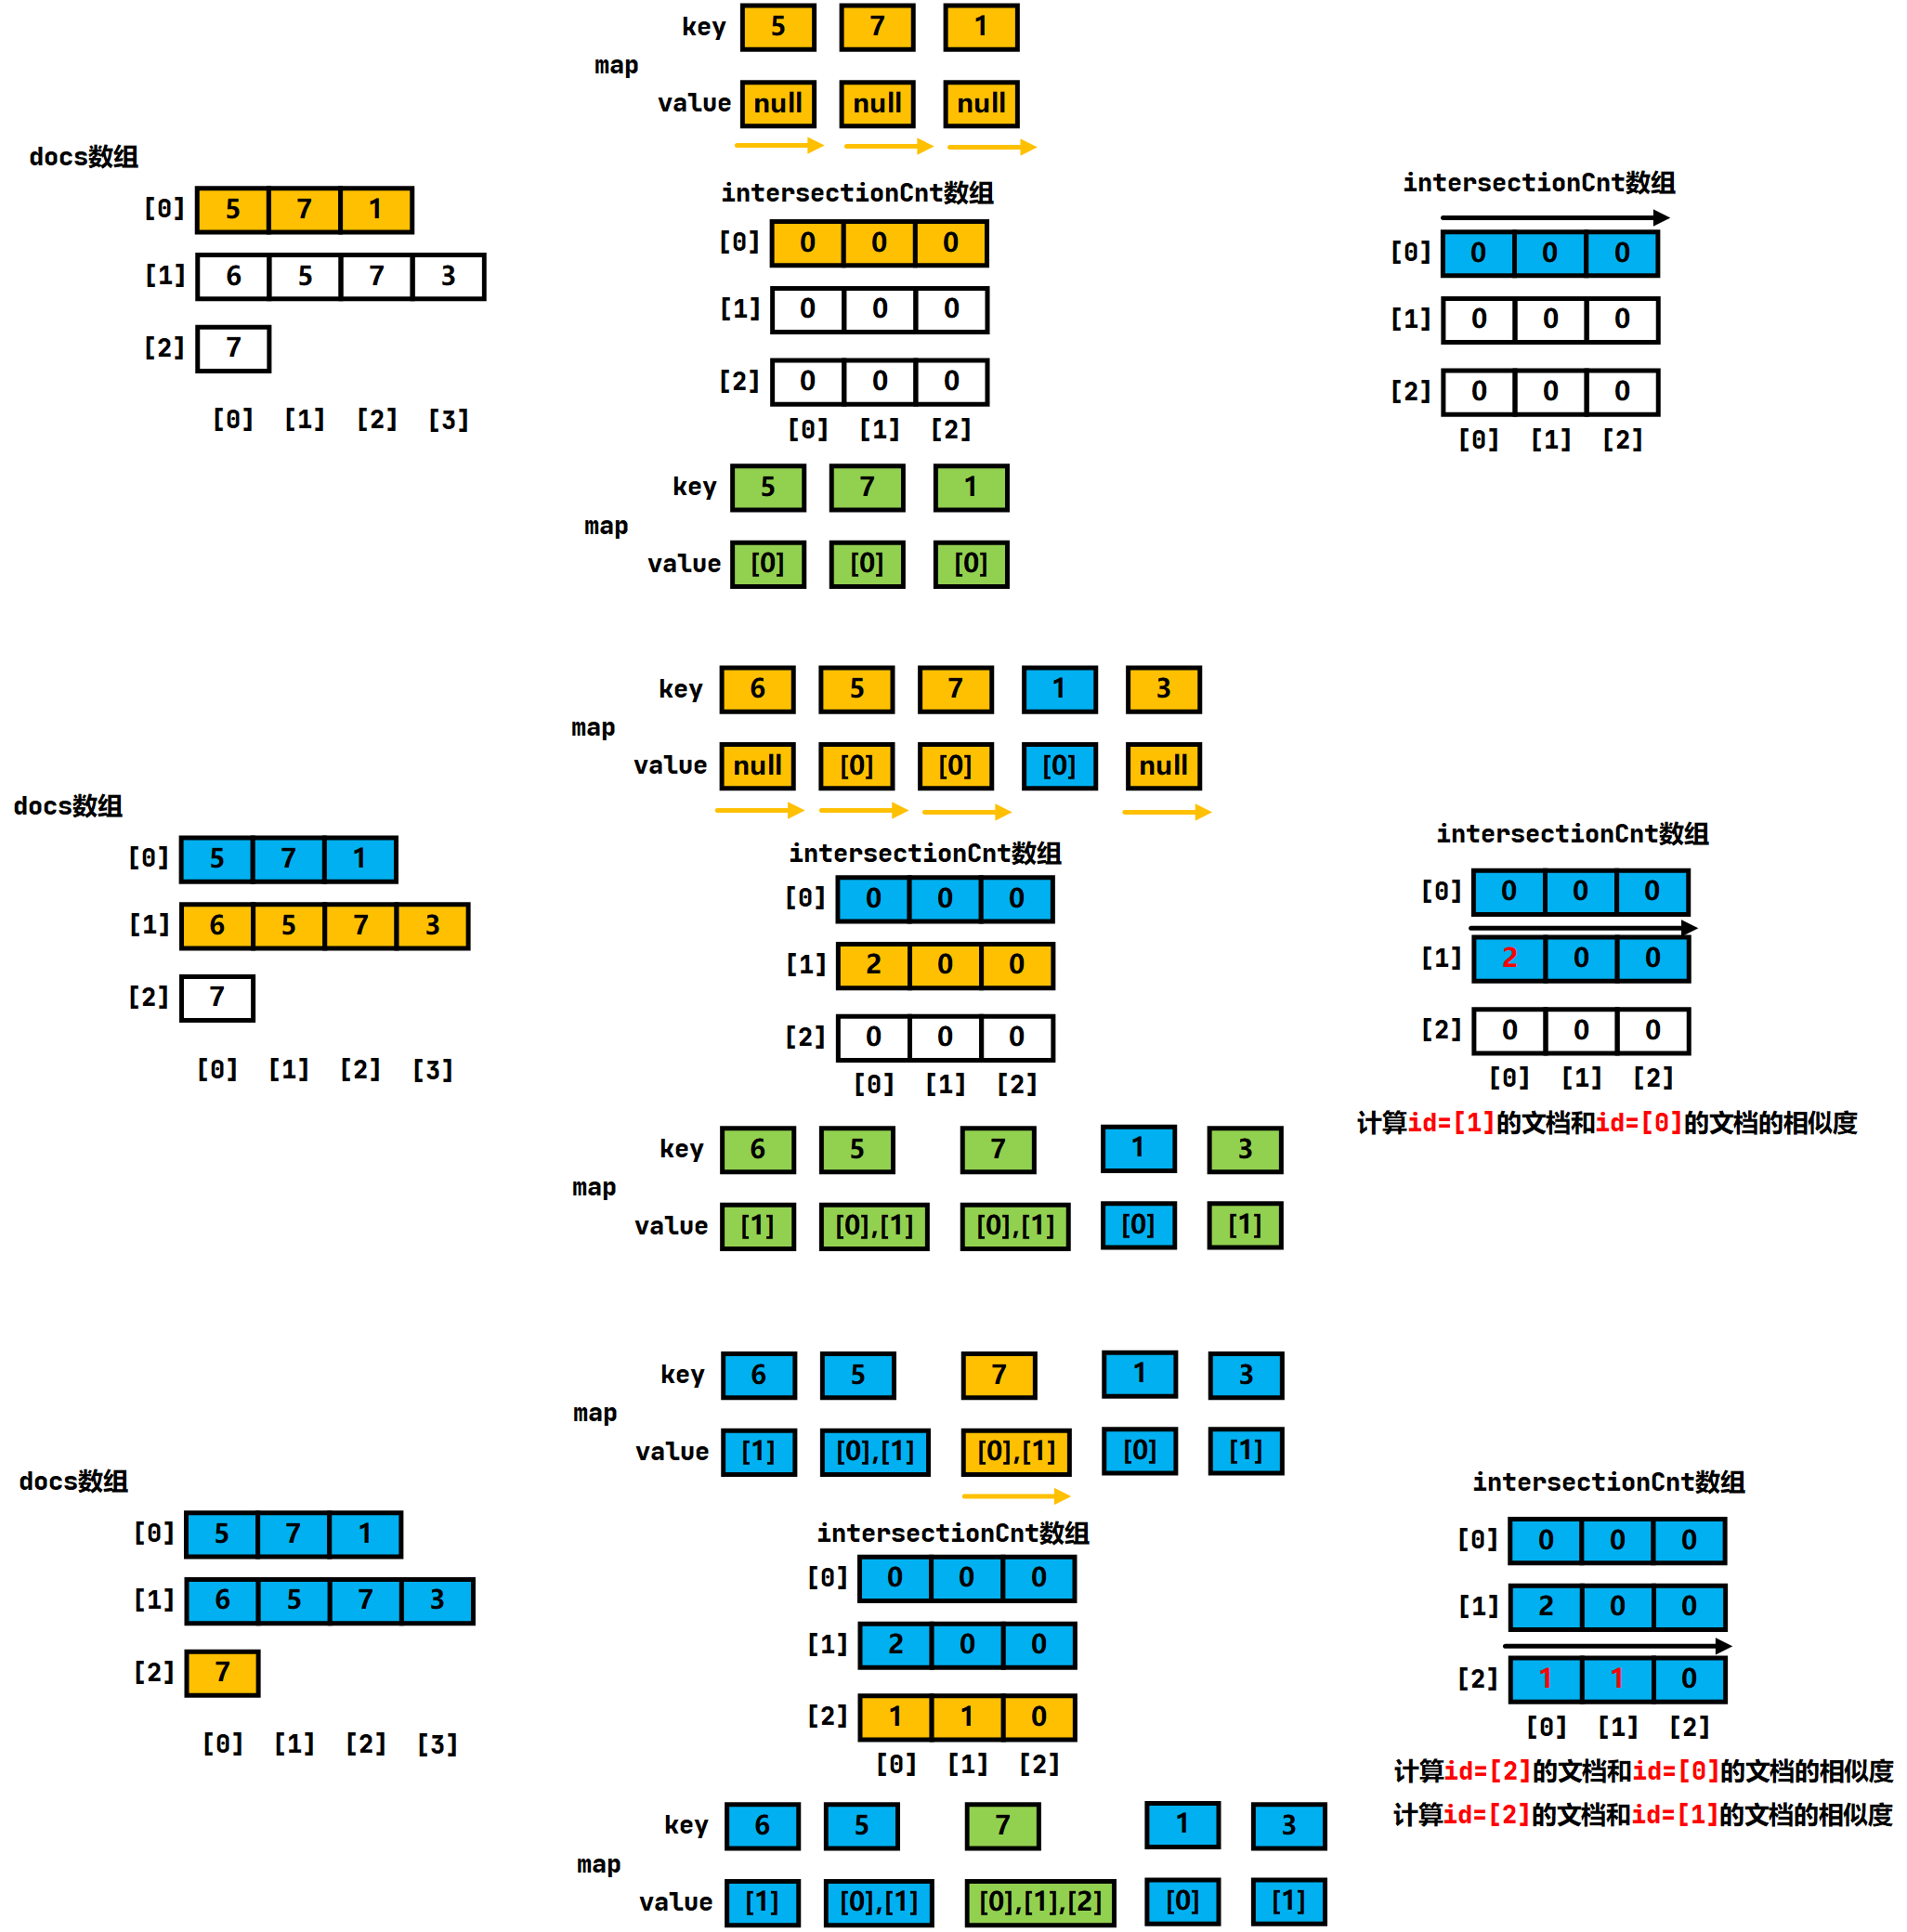 key 5 7 1
map
value null null null
docs数组
[0] 5 7 1
[1] 6 5 7 3
[2] 7
[0] [1] [2] [3]
intersectionCnt数组
[0] 0 0 0
[1] 0 0 0
[2] 0 0 0
[0] [1] [2]
intersectionCnt数组
[0] 0 0 0
[1] 0 0 0
[2] 0 0 0
[0] [1] [2]
key 5 7 1
map
value [0] [0] [0]
key 6 5 7 1 3
map
value null [0] [0] [0] null
docs数组
[0] 5 7 1
[1] 6 5 7 3
[2] 7
[0] [1] [2] [3]
intersectionCnt数组
[0] 0 0 0
[1] 2 0 0
[2] 0 0 0
[0] [1] [2]
intersectionCnt数组
[0] 0 0 0
[1] 2 0 0
[2] 0 0 0
[0] [1] [2]
计算id=[1]的文档和id=[0]的文档的相似度
key 6 5 7 1 3
map
value [1] [0],[1] [0],[1] [0] [1]
key 6 5 7 1 3
map
value [1] [0],[1] [0],[1] [0] [1]
docs数组
[0] 5 7 1
[1] 6 5 7 3
[2] 7
[0] [1] [2] [3]
intersectionCnt数组
[0] 0 0 0
[1] 2 0 0
[2] 1 1 0
[0] [1] [2]
intersectionCnt数组
[0] 0 0 0
[1] 2 0 0
[2] 1 1 0
[0] [1] [2]
计算id=[2]的文档和id=[0]的文档的相似度
计算id=[2]的文档和id=[1]的文档的相似度
key 6 5 7 1 3
map
value [1] [0],[1] [0],[1],[2] [0] [1]